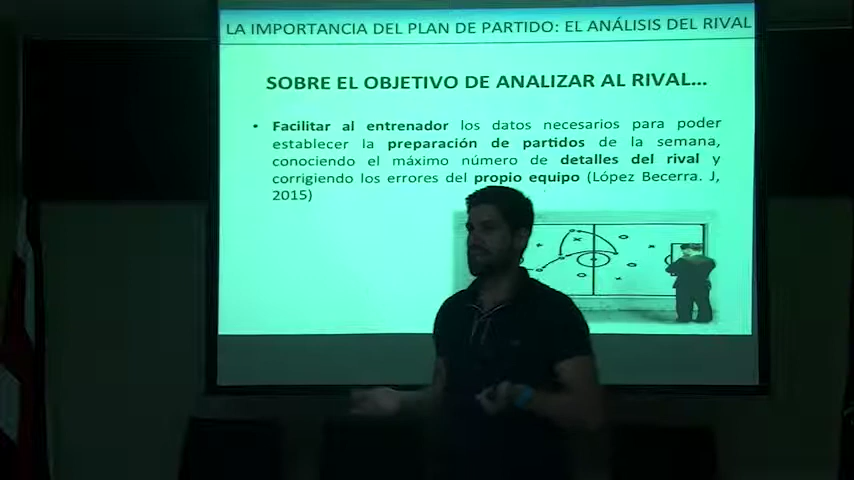 LA IMPORTANCIA DEL PLAN DE PARTIDO: EL ANÁLISIS DEL RIVAL
SOBRE EL OBJETIVO DE ANALIZAR AL RIVAL...
• Facilitar al entrenador los datos necesarios para poder
establecer la preparación de partidos de la semana,
conociendo el máximo número de detalles del rival y
corrigiendo los errores del propio equipo (López Becerra. J,
2015)